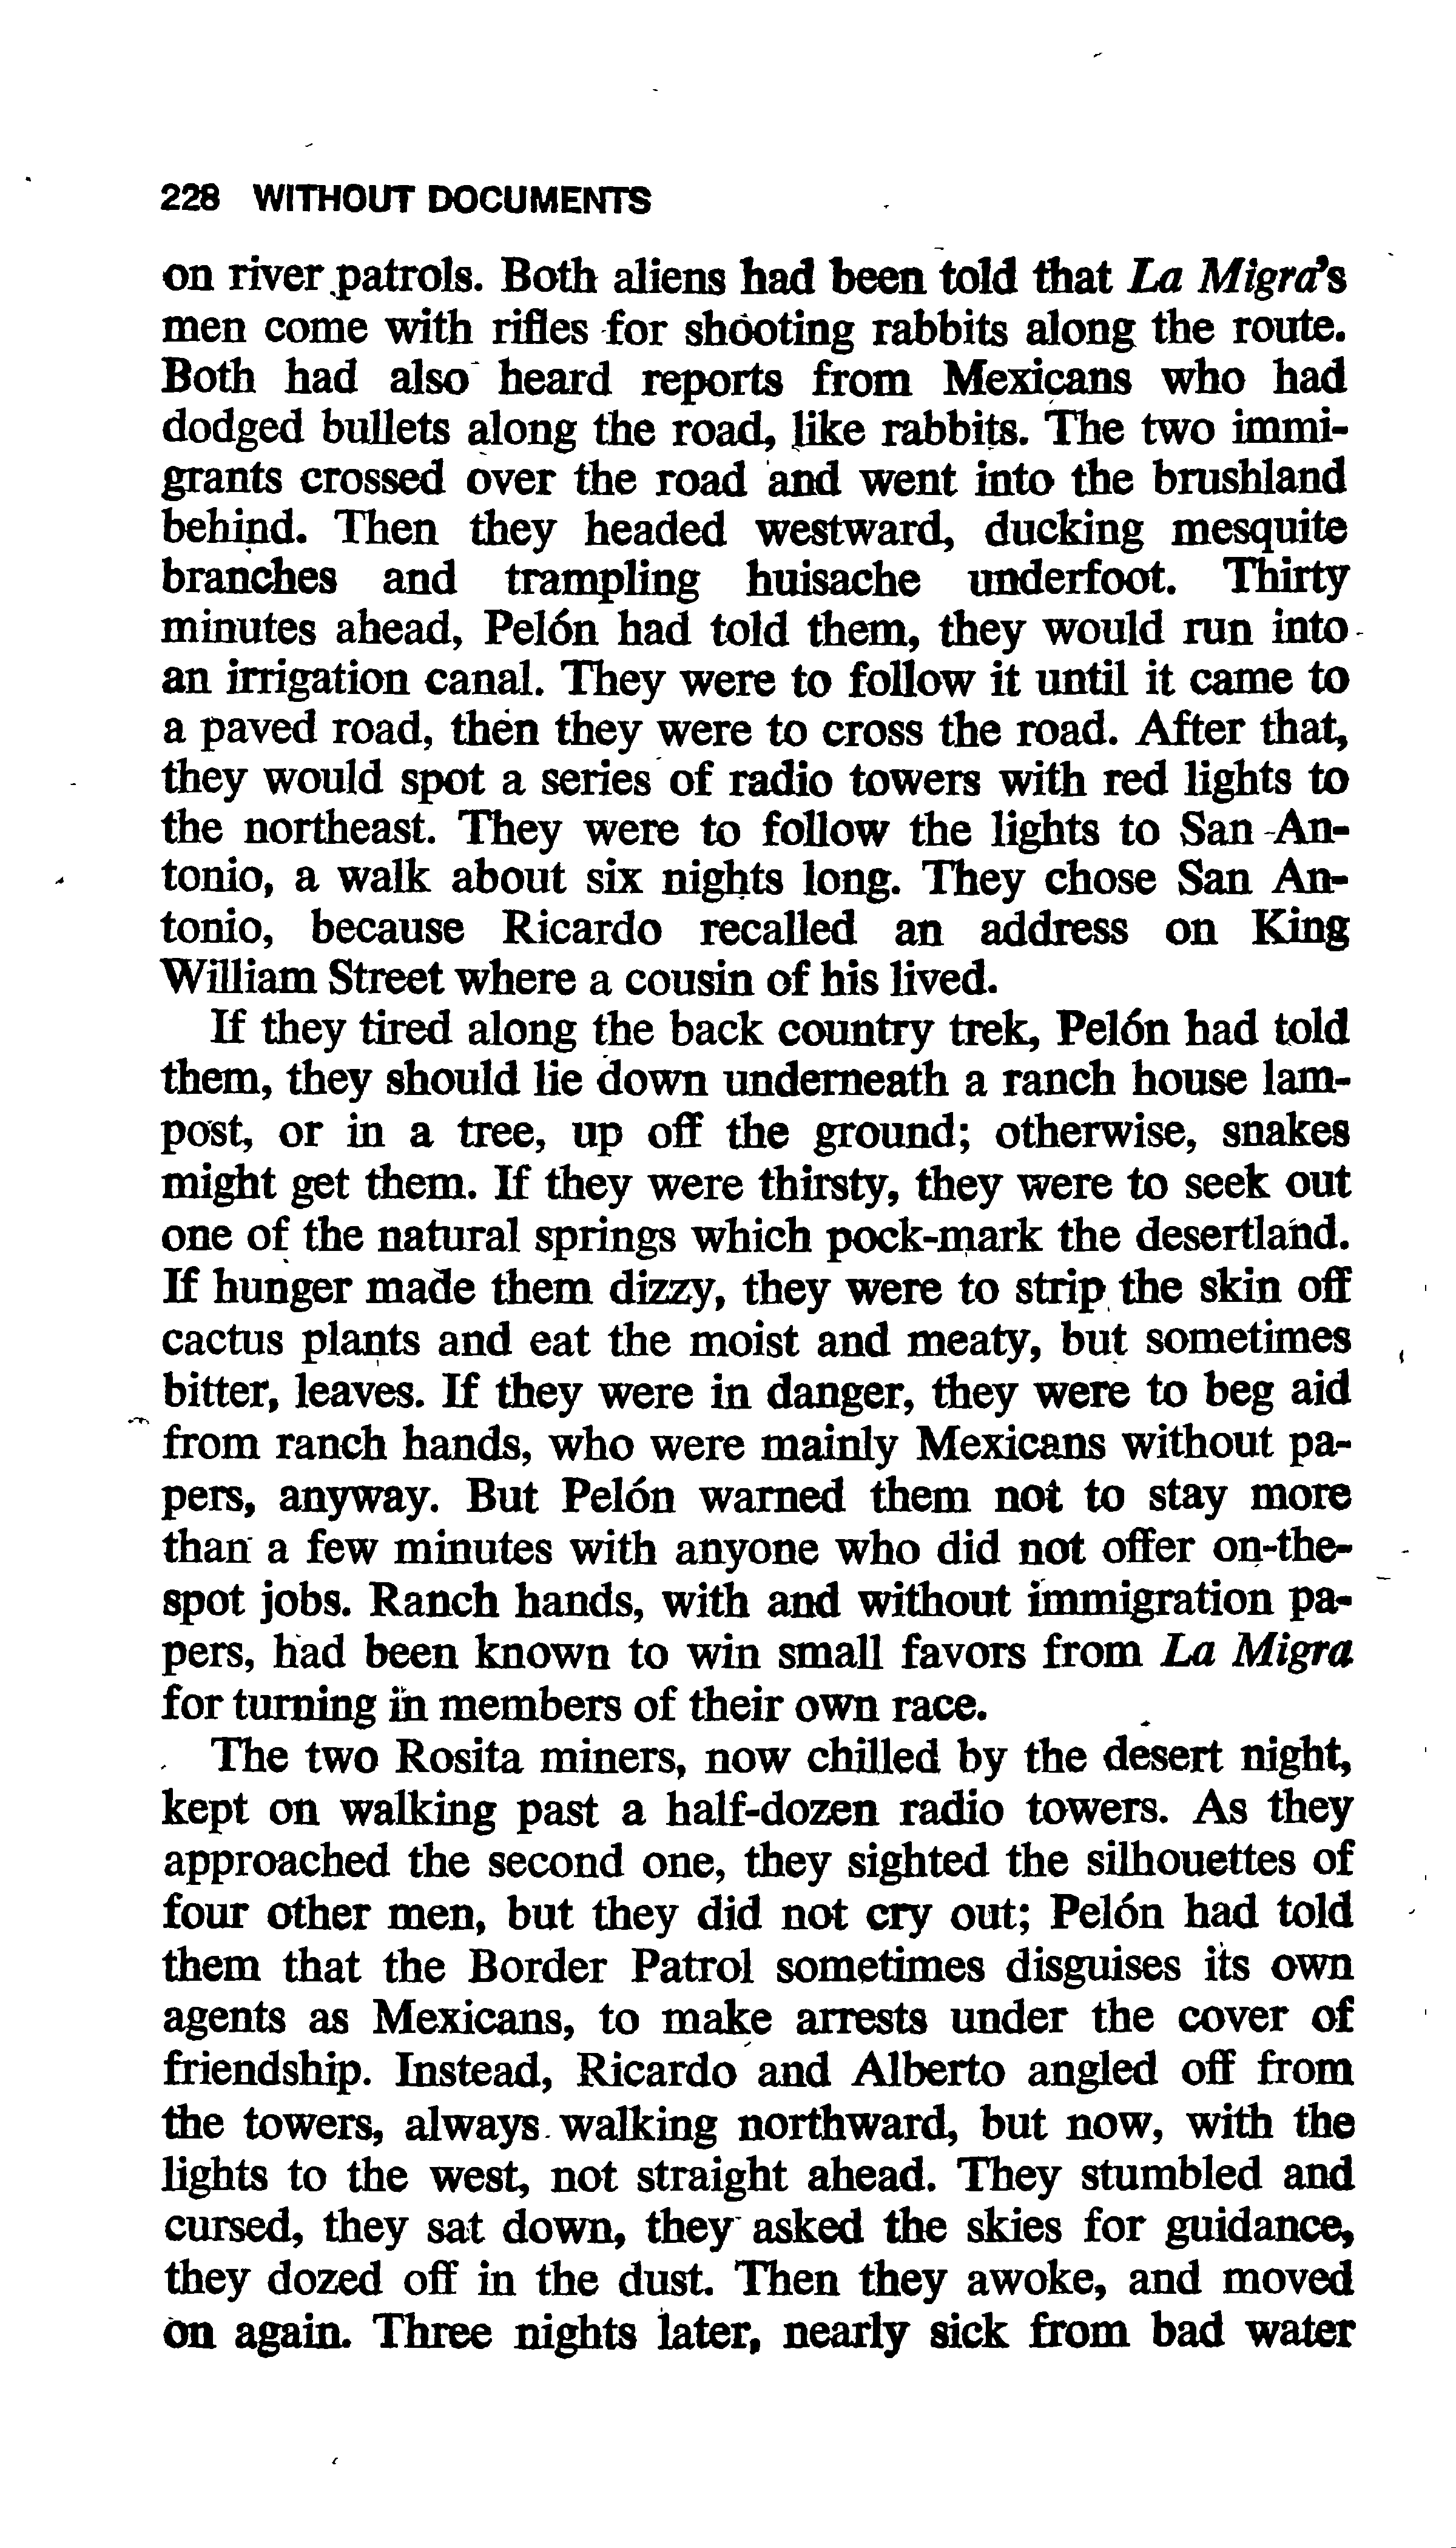 228 WITHOUT DOCUMENTS
on river patrols. Both aliens had been told that La Migra's
men come with rifles for shooting rabbits along the route.
Both had also heard reports from Mexicans who had
dodged bullets along the road, like rabbits. The two immi-
grants crossed over the road and went into the brushland
behind. Then they headed westward, ducking mesquite
branches and trampling huisache underfoot. Thirty
minutes ahead, Pelón had told them, they would run into
an irrigation canal. They were to follow it until it came to
a paved road, then they were to cross the road. After that,
they would spot a series of radio towers with red lights to
the northeast. They were to follow the lights to San An-
tonio, a walk about six nights long. They chose San An-
tonio, because Ricardo recalled an address on King
William Street where a cousin of his lived.
If they tired along the back country trek, Pelón had told
them, they should lie down underneath a ranch house lam-
post, or in a tree, up off the ground; otherwise, snakes
might get them. If they were thirsty, they were to seek out
one of the natural springs which pock-mark the desertland.
If hunger made them dizzy, they were to strip the skin off
cactus plants and eat the moist and meaty, but sometimes
bitter, leaves. If they were in danger, they were to beg aid
from ranch hands, who were mainly Mexicans without pa-
pers, anyway. But Pelón warned them not to stay more
than a few minutes with anyone who did not offer on-the-
spot jobs. Ranch hands, with and without immigration pa-
pers, had been known to win small favors from La Migra
for turning in members of their own race.
The two Rosita miners, now chilled by the desert night,
kept on walking past a half-dozen radio towers. As they
approached the second one, they sighted the silhouettes of
four other men, but they did not cry out; Pelón had told
them that the Border Patrol sometimes disguises its own
agents as Mexicans, to make arrests under the cover of
friendship. Instead, Ricardo and Alberto angled off from
the towers, always walking northward, but now, with the
lights to the west, not straight ahead. They stumbled and
cursed, they sat down, they asked the skies for guidance,
they dozed off in the dust. Then they awoke, and moved
on again. Three nights later, nearly sick from bad water